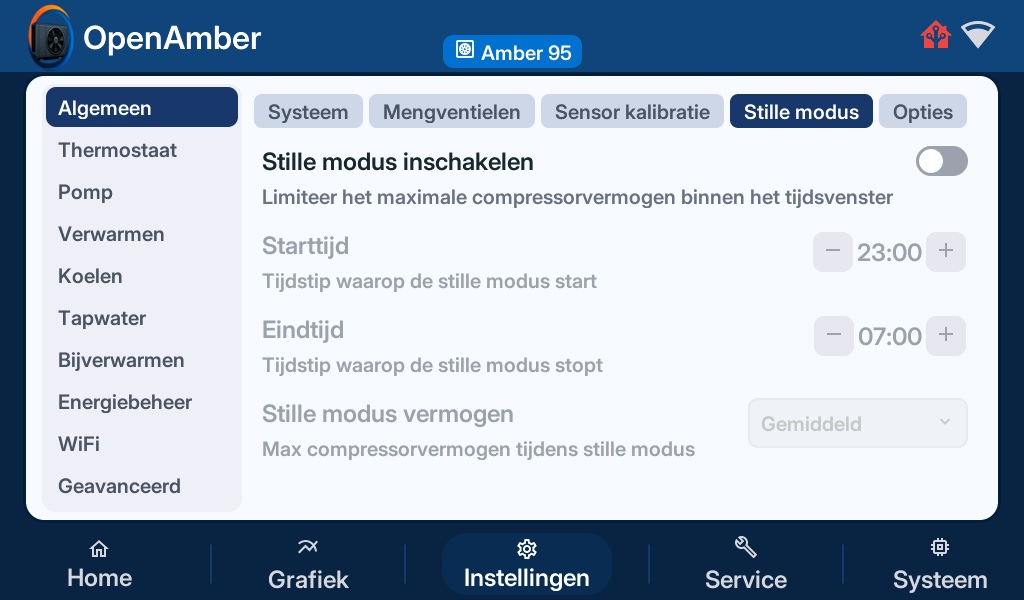 OpenAmber
Amber 95
Algemeen
Thermostaat
Pomp
Verwarmen
Koelen
Tapwater
Bijverwarmen
Energiebeheer
WiFi
Geavanceerd
Systeem
Mengventielen
Sensor kalibratie
Stille modus
Opties
Stille modus inschakelen
Limiteer het maximale compressorvermogen binnen het tijdsvenster
Starttijd
Tijdstip waarop de stille modus start
− 23:00 +
Eindtijd
Tijdstip waarop de stille modus stopt
− 07:00 +
Stille modus vermogen
Max compressorvermogen tijdens stille modus
Gemiddeld
Home
Grafiek
Instellingen
Service
Systeem